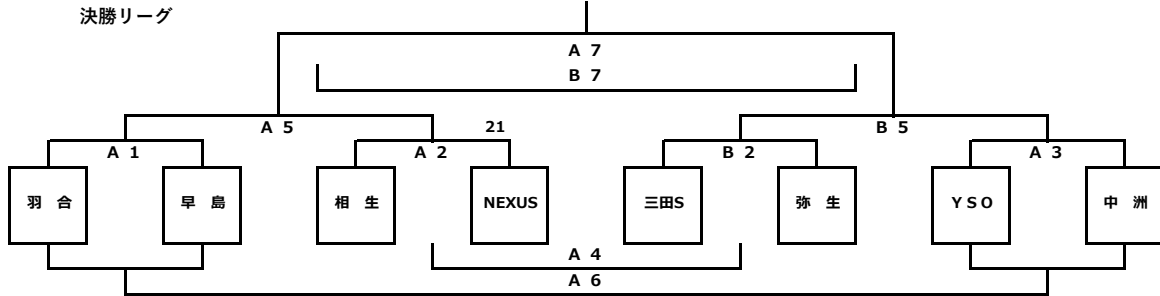 決勝リーグ
A 7
B 7
A 5 21 B 5
A 1 A 2 B 2 A 3
羽 合 早 島 相 生 NEXUS 三田S 弥 生 Y S O 中 洲
A 4
A 6